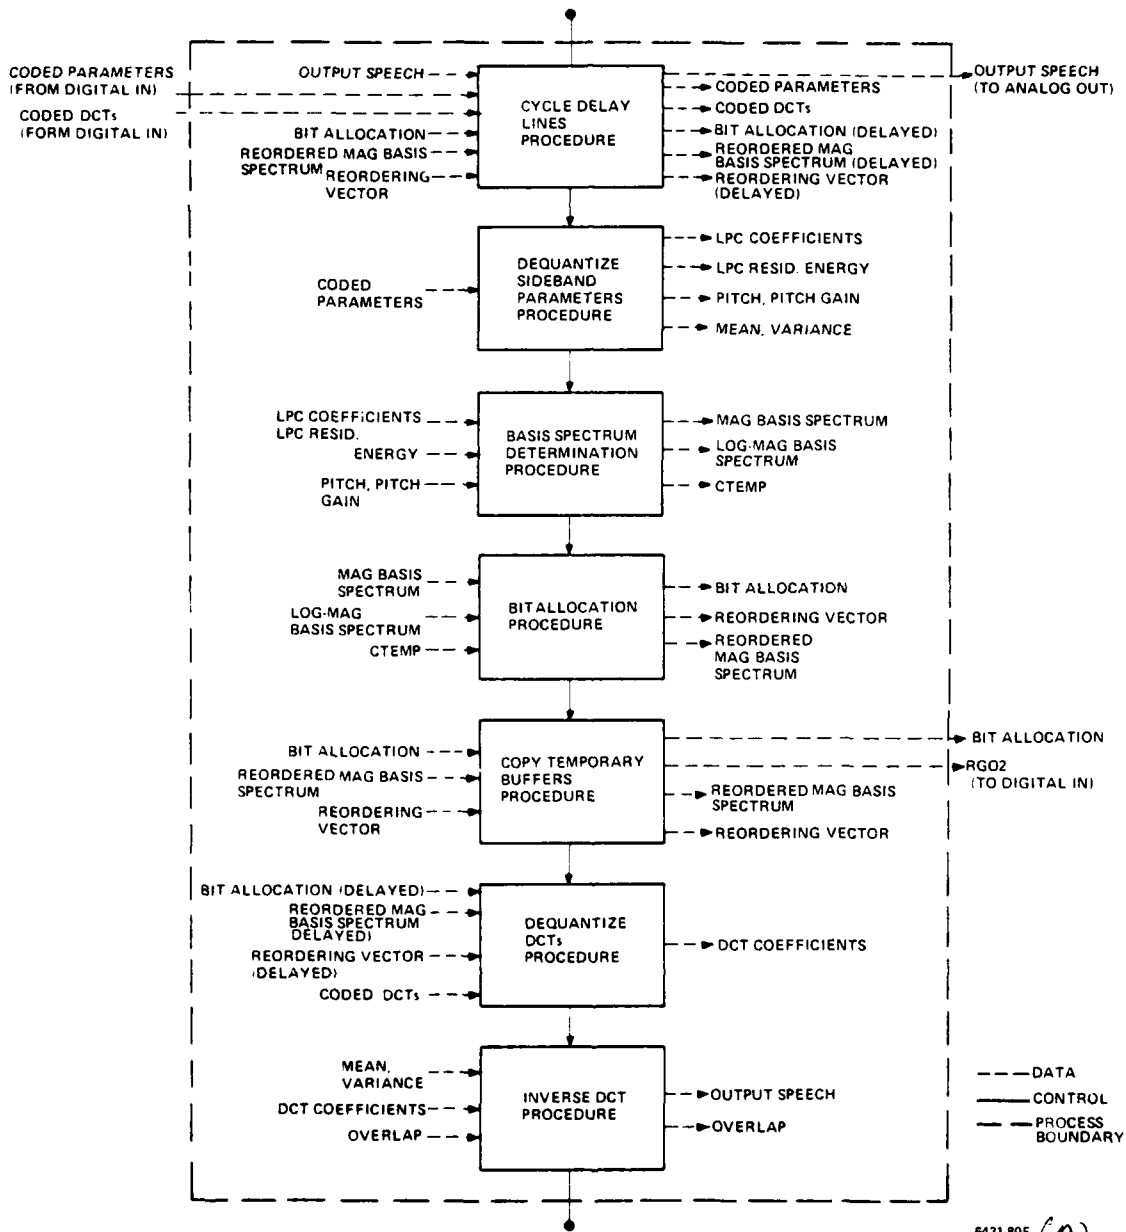 CODED PARAMETERS
(FROM DIGITAL IN)
CODED DCTs
(FORM DIGITAL IN)
OUTPUT SPEECH
BIT ALLOCATION
REORDERED MAG BASIS
SPECTRUM
REORDERING
VECTOR
CYCLE DELAY
LINES
PROCEDURE
OUTPUT SPEECH
(TO ANALOG OUT)
CODED PARAMETERS
CODED DCTs
BIT ALLOCATION (DELAYED)
REORDERED MAG
BASIS SPECTRUM (DELAYED)
REORDERING VECTOR
(DELAYED)
CODED
PARAMETERS
DEQUANTIZE
SIDEBAND
PARAMETERS
PROCEDURE
LPC COEFFICIENTS
LPC RESID. ENERGY
PITCH, PITCH GAIN
MEAN, VARIANCE
LPC COEFFICIENTS
LPC RESID.
ENERGY
PITCH, PITCH
GAIN
BASIS SPECTRUM
DETERMINATION
PROCEDURE
MAG BASIS SPECTRUM
LOG-MAG BASIS
SPECTRUM
CTEMP
MAG BASIS
SPECTRUM
LOG-MAG
BASIS SPECTRUM
CTEMP
BIT ALLOCATION
PROCEDURE
BIT ALLOCATION
REORDERING VECTOR
REORDERED
MAG BASIS
SPECTRUM
BIT ALLOCATION
REORDERED MAG BASIS
SPECTRUM
REORDERING
VECTOR
COPY TEMPORARY
BUFFERS
PROCEDURE
BIT ALLOCATION
RGO2
(TO DIGITAL IN)
REORDERED MAG BASIS
SPECTRUM
REORDERING VECTOR
BIT ALLOCATION (DELAYED)
REORDERED MAG
BASIS SPECTRUM
DELAYED)
REORDERING VECTOR
(DELAYED)
CODED DCTs
DEQUANTIZE
DCTs
PROCEDURE
DCT COEFFICIENTS
MEAN,
VARIANCE
DCT COEFFICIENTS
OVERLAP
INVERSE DCT
PROCEDURE
OUTPUT SPEECH
OVERLAP
DATA
CONTROL
PROCESS
BOUNDARY